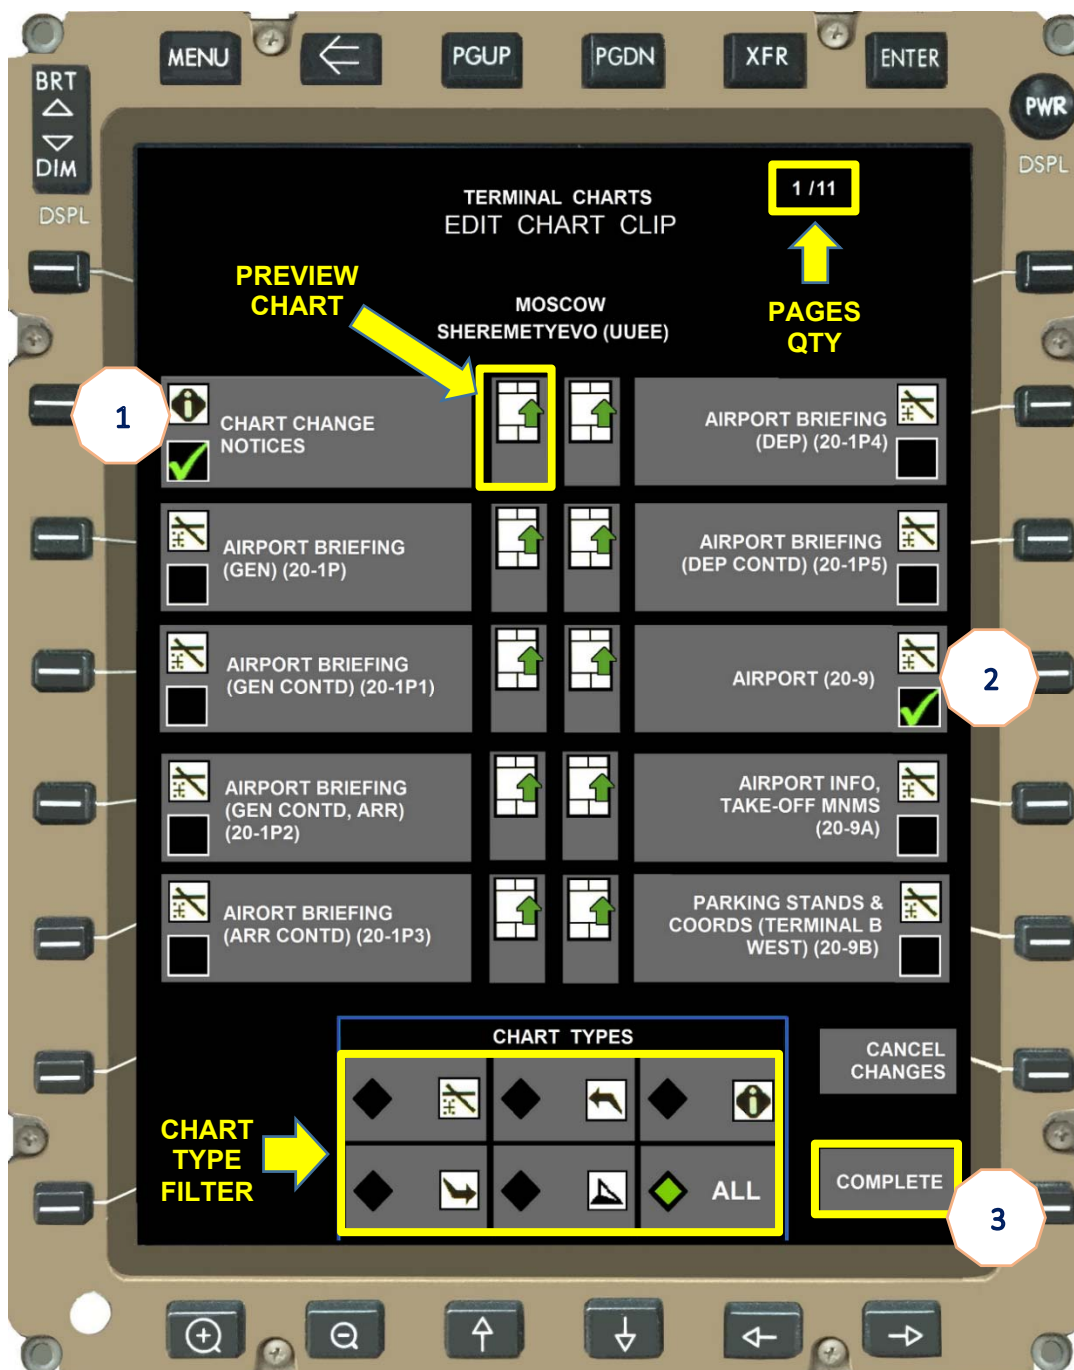 MENU
PGUP
PGDN
XFR
ENTER
BRT
DIM
DSPL
PWR
DSPL
TERMINAL CHARTS
EDIT CHART CLIP
1 /11
PREVIEW
CHART
PAGES
QTY
MOSCOW
SHEREMETYEVO (UUEE)
1
CHART CHANGE
NOTICES
AIRPORT BRIEFING
(DEP) (20-1P4)
AIRPORT BRIEFING
(GEN) (20-1P)
AIRPORT BRIEFING
(DEP CONTD) (20-1P5)
AIRPORT BRIEFING
(GEN CONTD) (20-1P1)
AIRPORT (20-9)
2
AIRPORT BRIEFING
(GEN CONTD, ARR)
(20-1P2)
AIRPORT INFO,
TAKE-OFF MNMS
(20-9A)
AIRORT BRIEFING
(ARR CONTD) (20-1P3)
PARKING STANDS &
COORDS (TERMINAL B
WEST) (20-9B)
CHART TYPES
CANCEL
CHANGES
CHART
TYPE
FILTER
ALL
COMPLETE
3